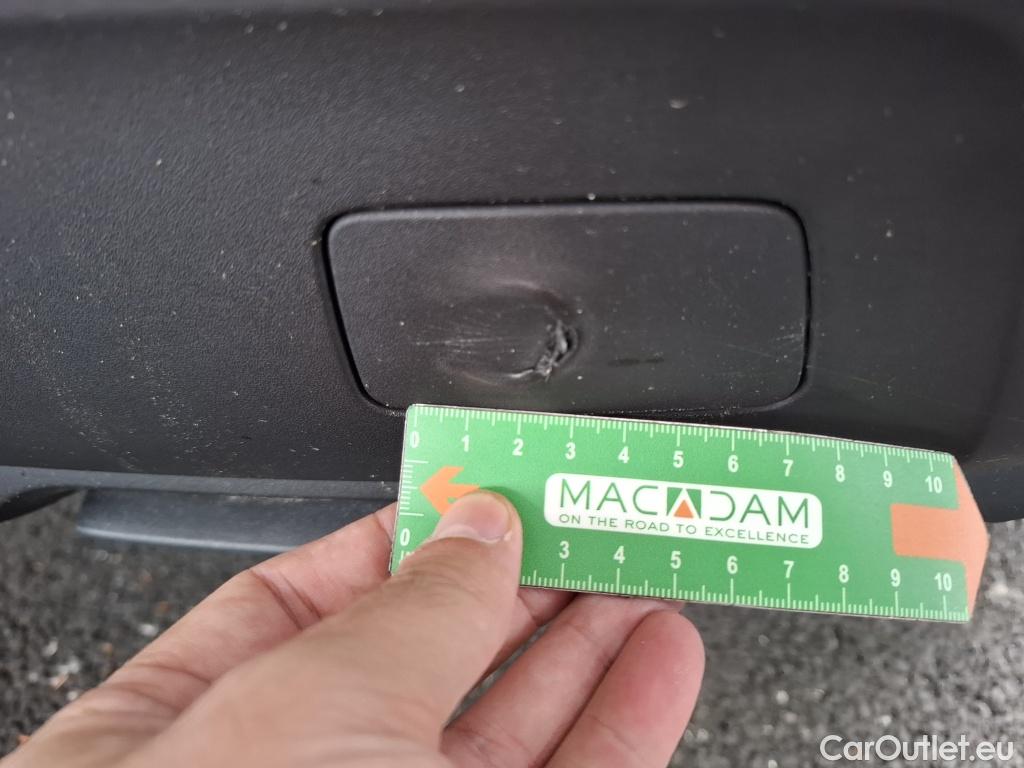 0 1 2 3 4 5 6 7 8 9 10
MACADAM
ON THE ROAD TO EXCELLENCE
0 3 4 5 6 7 8 9 10
CarOutlet.eu